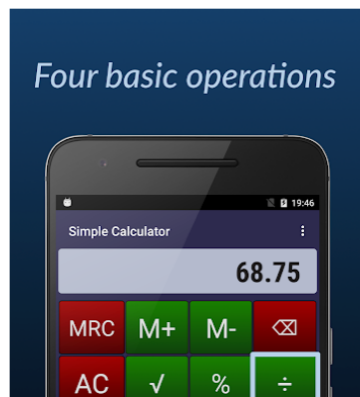 Four basic operations
19:46
Simple Calculator
68.75
MRC M+ M-
AC √ % ÷